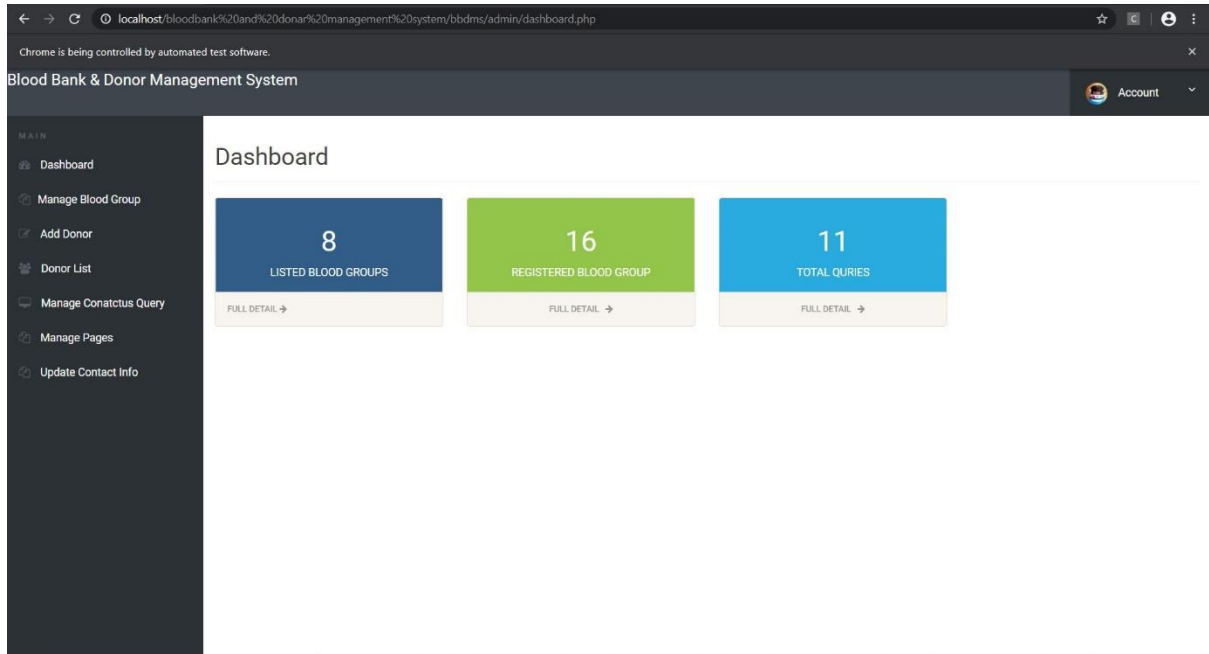 localhost/bloodbank%20and%20donar%20management%20system/bbdms/admin/dashboard.php
C
Chrome is being controlled by automated test software.
Blood Bank & Donor Management System
Account
MAIN
Dashboard
Manage Blood Group
Add Donor
Donor List
Manage Conatctus Query
Manage Pages
Update Contact Info
Dashboard
8
LISTED BLOOD GROUPS
FULL DETAIL
16
REGISTERED BLOOD GROUP
FULL DETAIL
11
TOTAL QURIES
FULL DETAIL